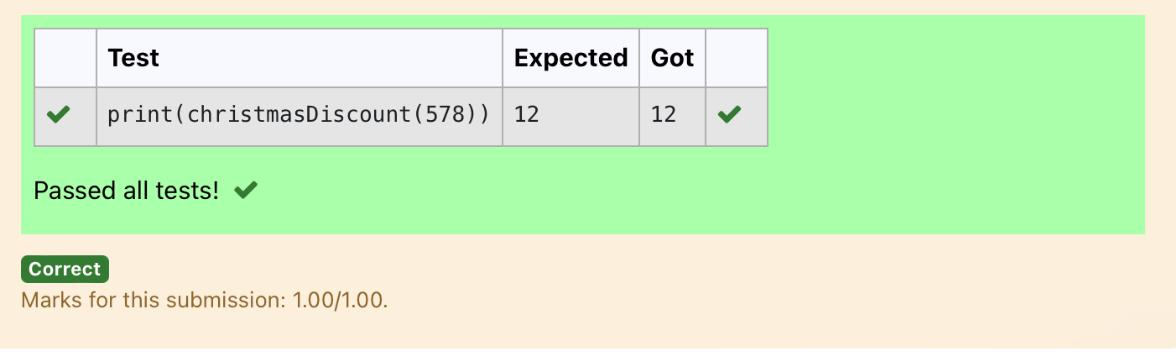 Test Expected Got
print(christmasDiscount(578)) 12 12
Passed all tests!
Correct
Marks for this submission: 1.00/1.00.